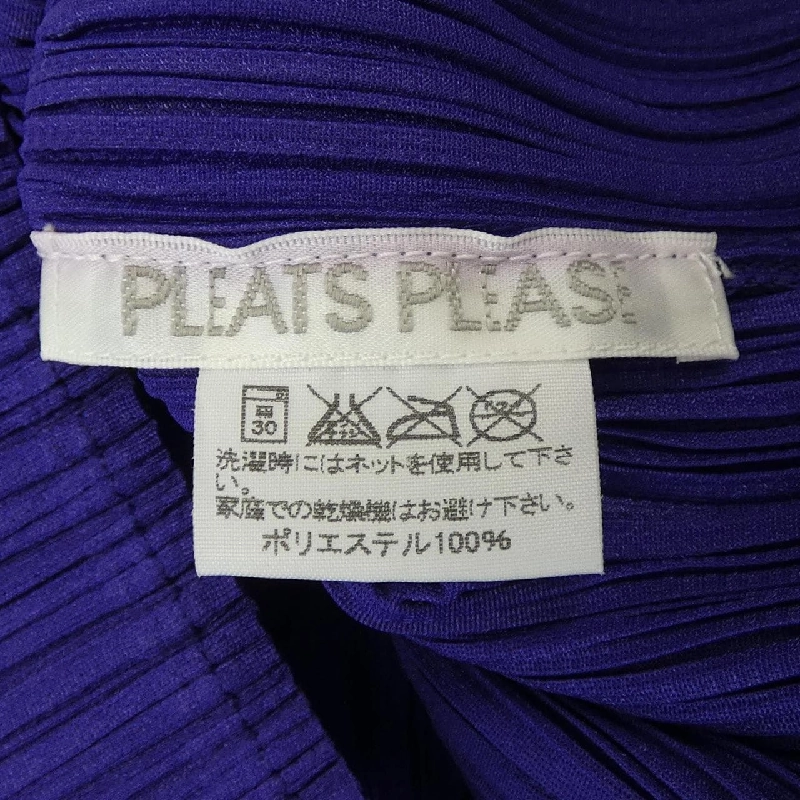 PLEATS PLEASE
30
洗濯時にはネットを使用して下さ
い。
家庭での乾燥機はお避け下さい。
ポリエステル100%